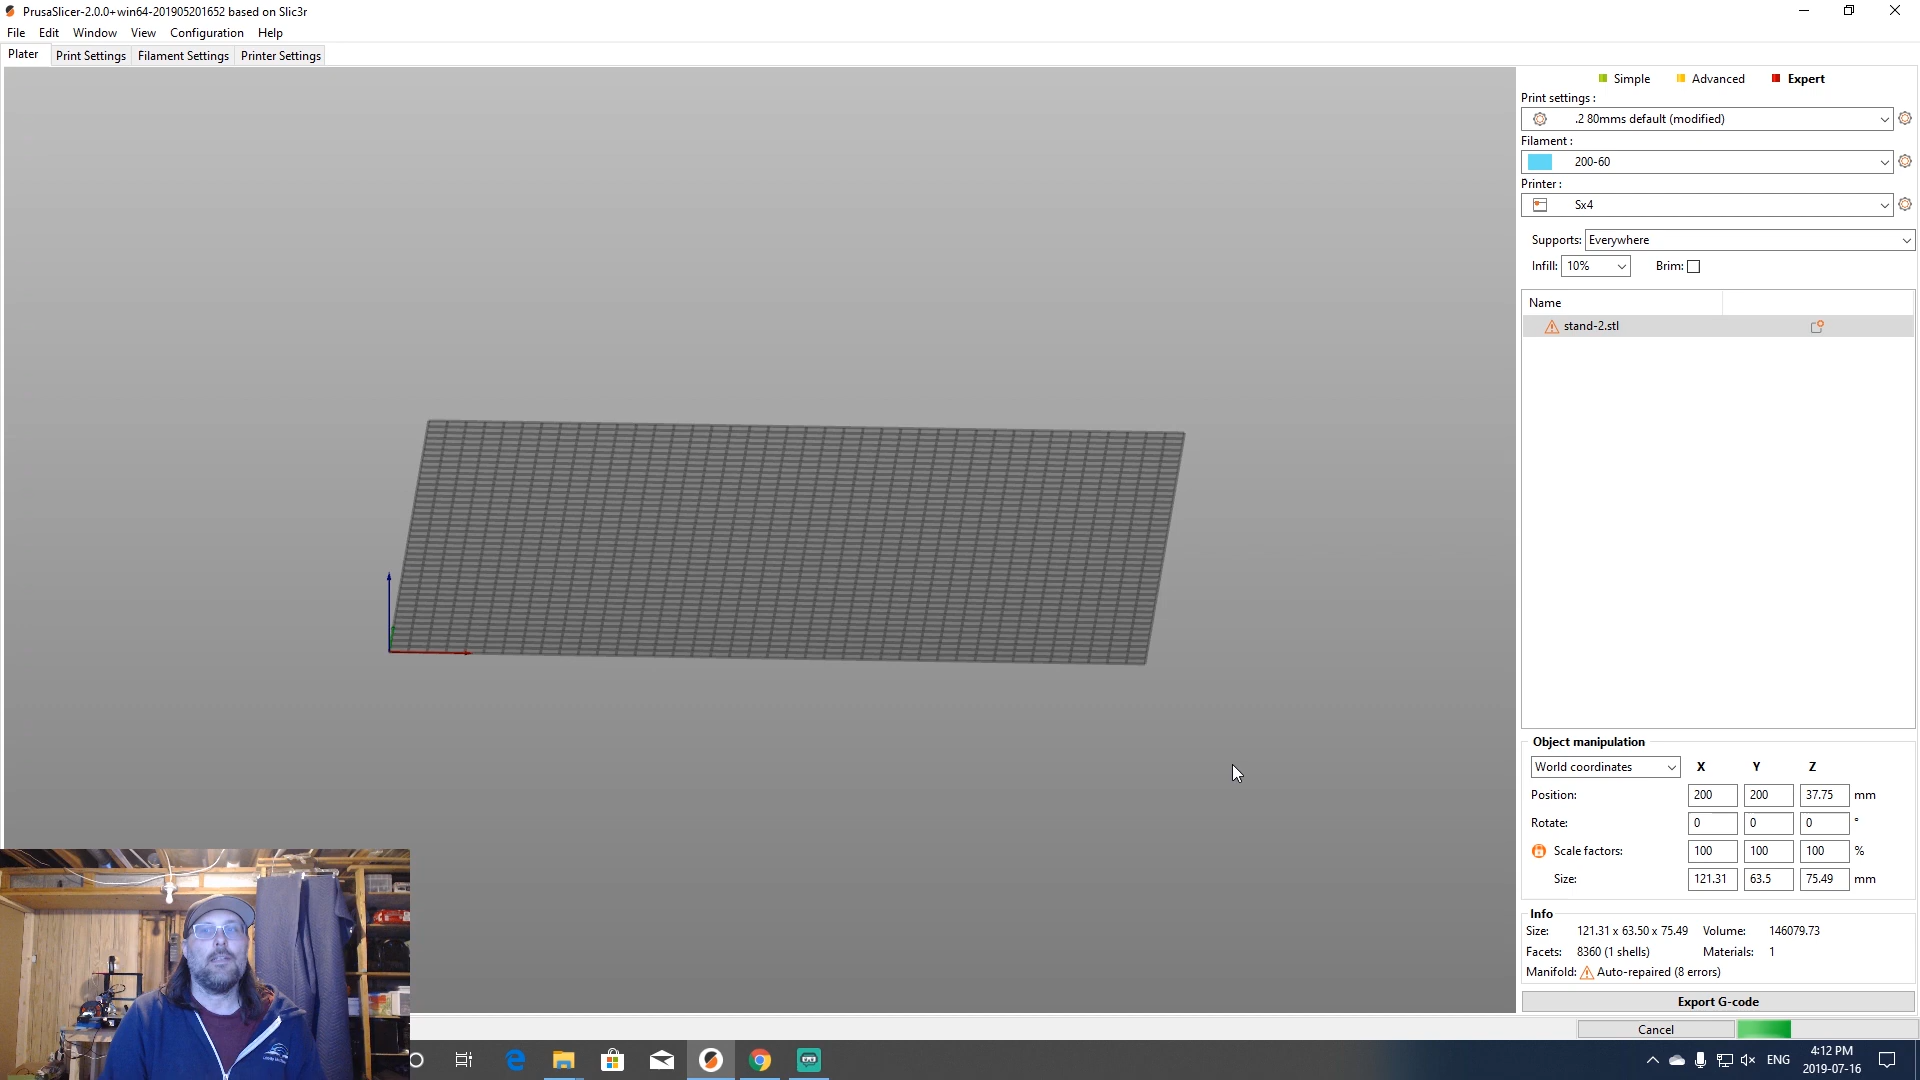 PrusaSlicer-2.0.0+win64-201905201652 based on Slic3r
File Edit Window View Configuration Help
Plater Print Settings Filament Settings Printer Settings
Simple Advanced Expert
Print settings :
.2 80mms default (modified)
Filament :
200-60
Printer :
Sx4
Supports: Everywhere
Infill: 10% Brim:
Name
stand-2.stl
Object manipulation
World coordinates X Y Z
Position: 200 200 37.75 mm
Rotate: 0 0 0 °
Scale factors: 100 100 100 %
Size: 121.31 63.5 75.49 mm
Info
Size: 121.31 x 63.50 x 75.49 Volume: 146079.73
Facets: 8360 (1 shells) Materials: 1
Manifold: Auto-repaired (8 errors)
Export G-code
Cancel
ENG 4:12 PM
2019-07-16